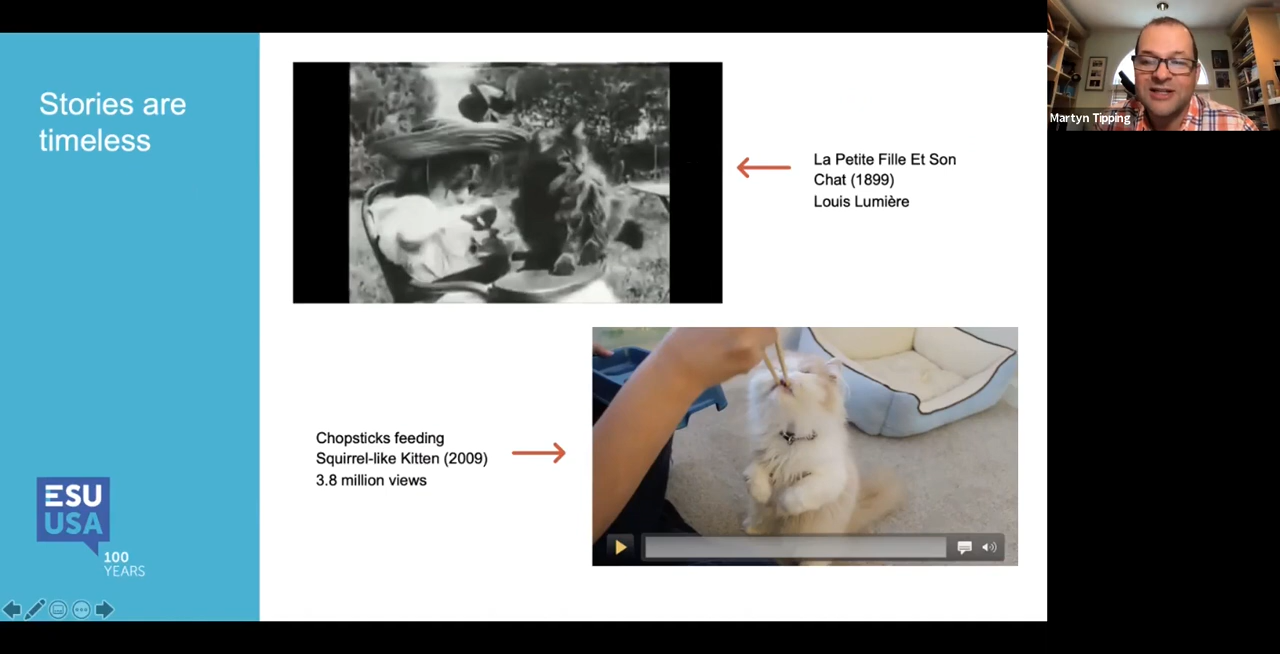 Stories are
timeless
La Petite Fille Et Son
Chat (1899)
Louis Lumière
Martyn Tipping
Chopsticks feeding
Squirrel-like Kitten (2009)
3.8 million views
ESU
USA
100
YEARS